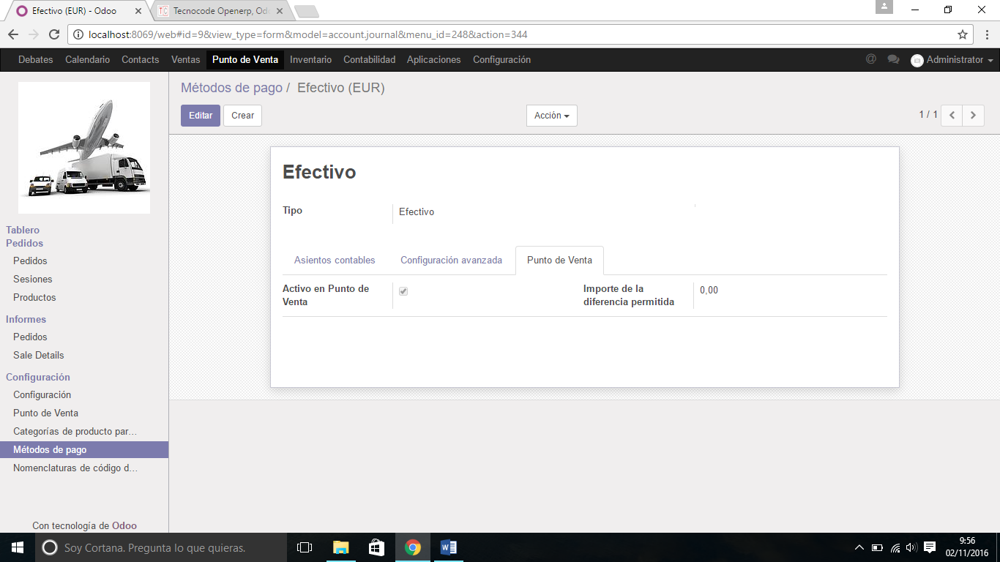 Efectivo (EUR) - Odoo
Tecnocode Openerp, Od
localhost:8069/web#id=9&view_type=form&model=account.journal&menu_id=248&action=344
Debates Calendario Contacts Ventas Punto de Venta Inventario Contabilidad Aplicaciones Configuración @ Administrator
Métodos de pago / Efectivo (EUR)
Editar Crear Acción 1 / 1
Efectivo
Tipo Efectivo
Asientos contables Configuración avanzada Punto de Venta
Activo en Punto de Venta
Importe de la diferencia permitida 0,00
Tablero
Pedidos
Pedidos
Sesiones
Productos
Informes
Pedidos
Sale Details
Configuración
Configuración
Punto de Venta
Categorías de producto par...
Métodos de pago
Nomenclaturas de código d...
Con tecnología de Odoo
Soy Cortana. Pregunta lo que quieras.
9:56
02/11/2016